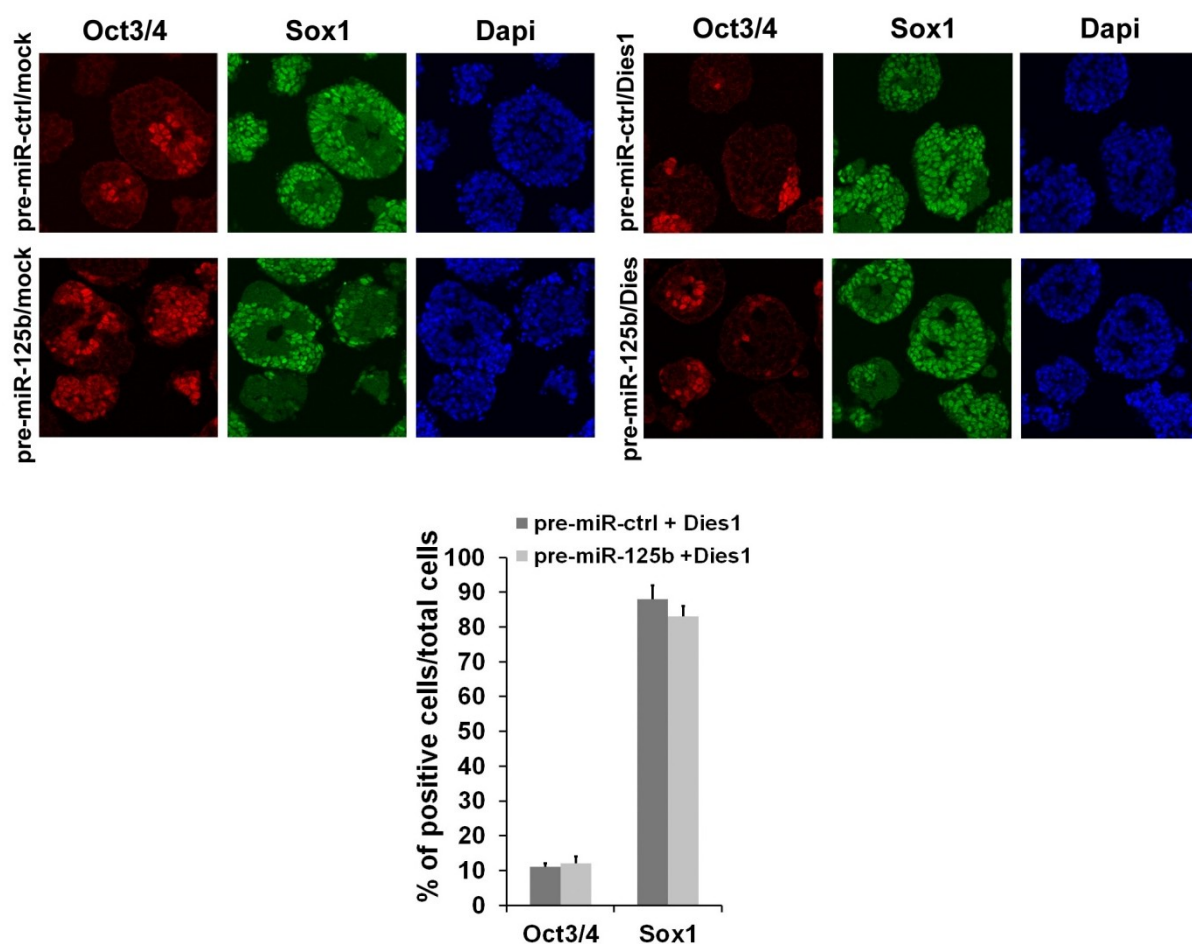 Oct3/4 Sox1 Dapi
pre-miR-ctrl/mock
pre-miR-125b/mock
Oct3/4 Sox1 Dapi
pre-miR-ctrl/Dies1
pre-miR-125b/Dies
pre-miR-ctrl + Dies1
pre-miR-125b +Dies1
% of positive cells/total cells
100
90
80
70
60
50
40
30
20
10
0
Oct3/4 Sox1